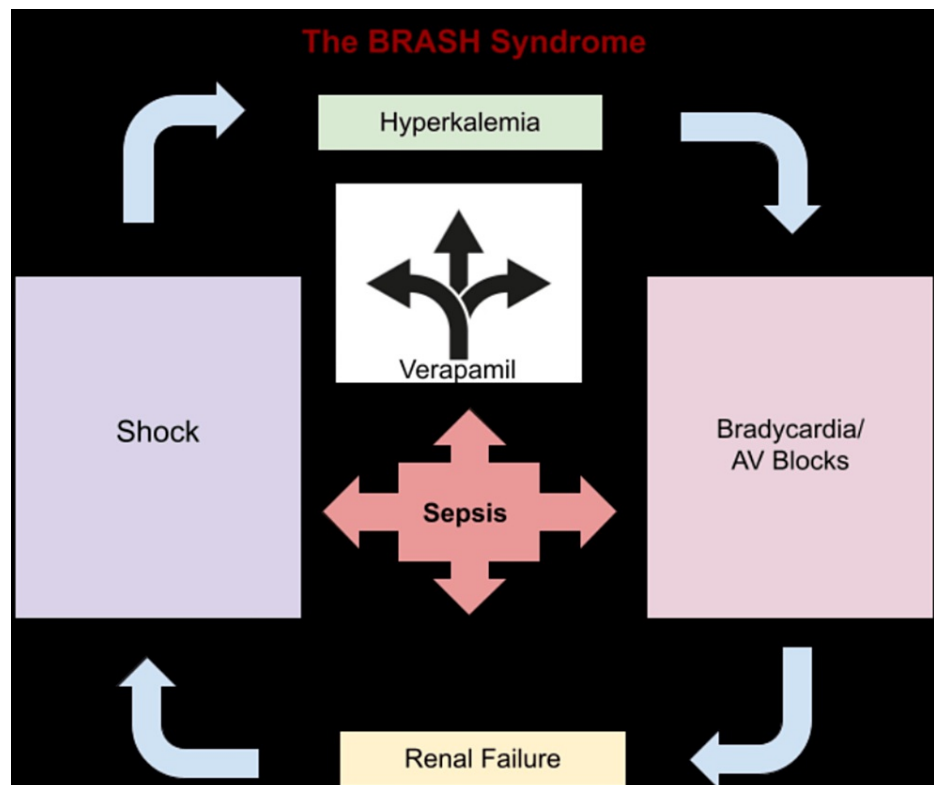 The BRASH Syndrome
Hyperkalemia
Verapamil
Shock
Bradycardia/
AV Blocks
Sepsis
Renal Failure